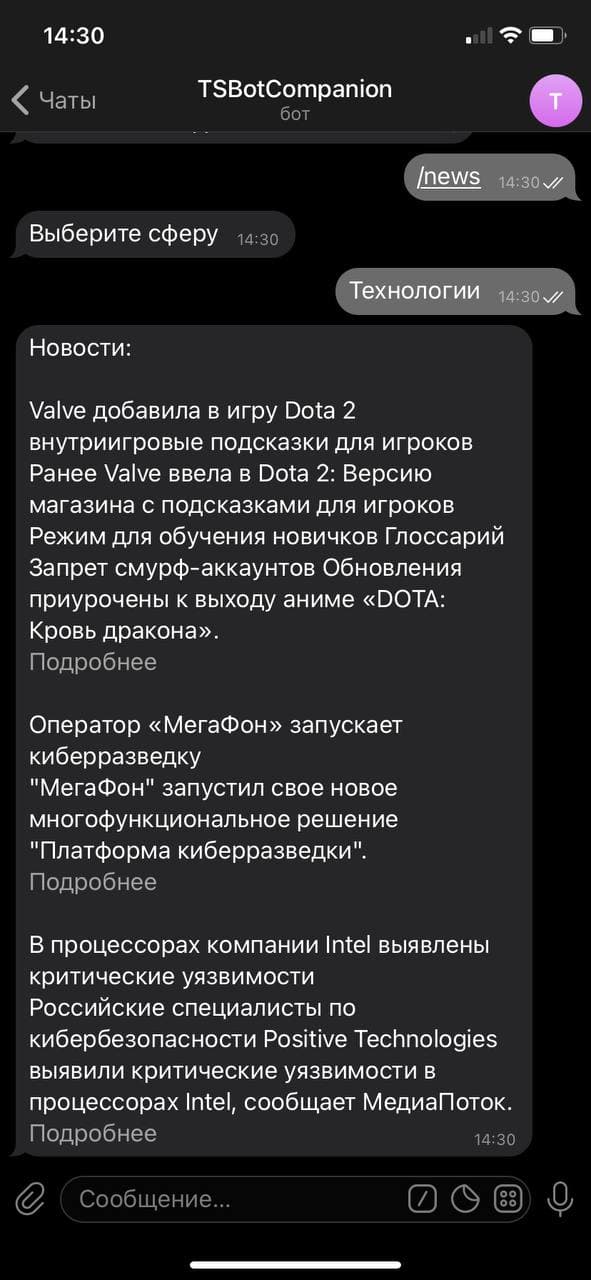 14:30
Чаты
TSBotCompanion
бот
T
/news 14:30
Выберите сферу 14:30
Технологии 14:30
Новости:
Valve добавила в игру Dota 2
внутриигровые подсказки для игроков
Ранее Valve ввела в Dota 2: Версию
магазина с подсказками для игроков
Режим для обучения новичков Глоссарий
Запрет смурф-аккаунтов Обновления
приурочены к выходу аниме «DOTA:
Кровь дракона».
Подробнее
Оператор «МегаФон» запускает
киберразведку
"МегаФон" запустил свое новое
многофункциональное решение
"Платформа киберразведки".
Подробнее
В процессорах компании Intel выявлены
критические уязвимости
Российские специалисты по
кибербезопасности Positive Technologies
выявили критические уязвимости в
процессорах Intel, сообщает МедиаПоток.
Подробнее 14:30
Сообщение...